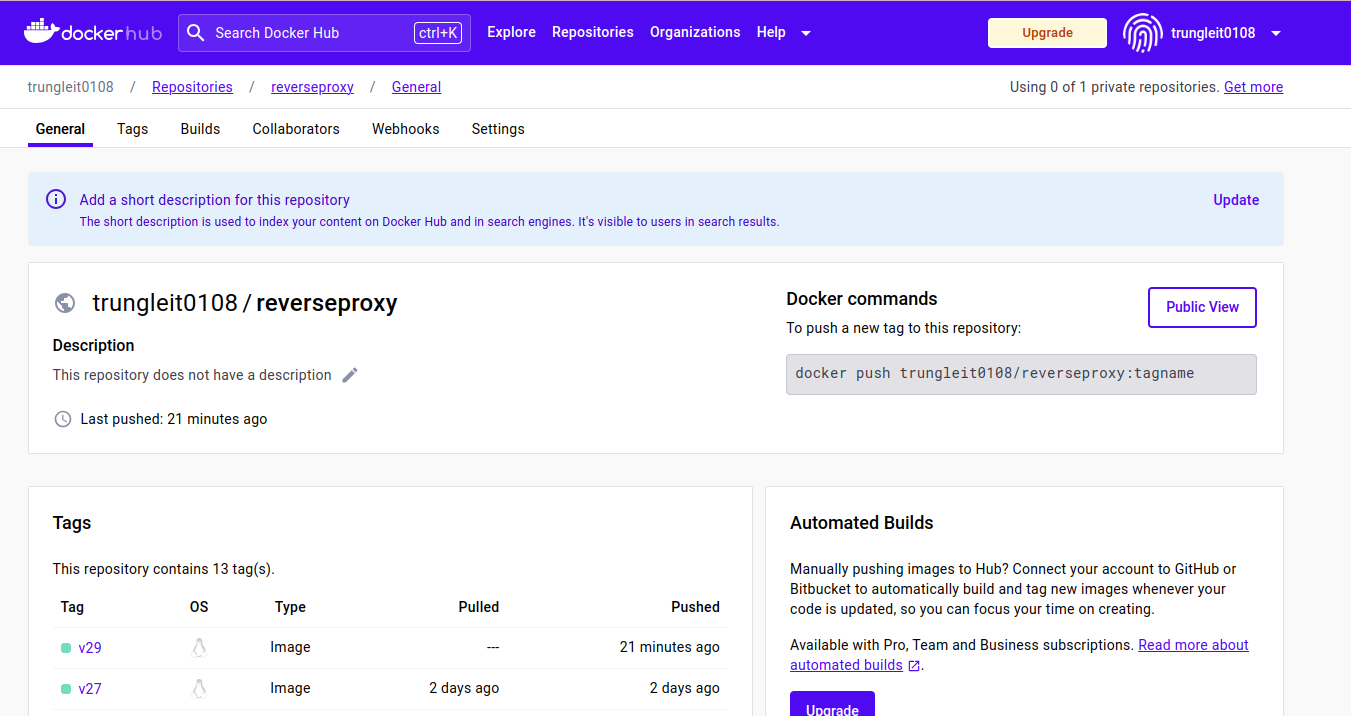 dockerhub Search Docker Hub ctrl+K Explore Repositories Organizations Help Upgrade trungleit0108
trungleit0108 / Repositories / reverseproxy / General Using 0 of 1 private repositories. Get more
General Tags Builds Collaborators Webhooks Settings
Add a short description for this repository Update
The short description is used to index your content on Docker Hub and in search engines. It's visible to users in search results.
trungleit0108 / reverseproxy
Description
This repository does not have a description
Last pushed: 21 minutes ago
Docker commands
Public View
To push a new tag to this repository:
docker push trungleit0108/reverseproxy:tagname
Tags
This repository contains 13 tag(s).
Tag OS Type Pulled Pushed
v29 Image --- 21 minutes ago
v27 Image 2 days ago 2 days ago
Automated Builds
Manually pushing images to Hub? Connect your account to GitHub or
Bitbucket to automatically build and tag new images whenever your
code is updated, so you can focus your time on creating.
Available with Pro, Team and Business subscriptions. Read more about
automated builds .
Upgrade